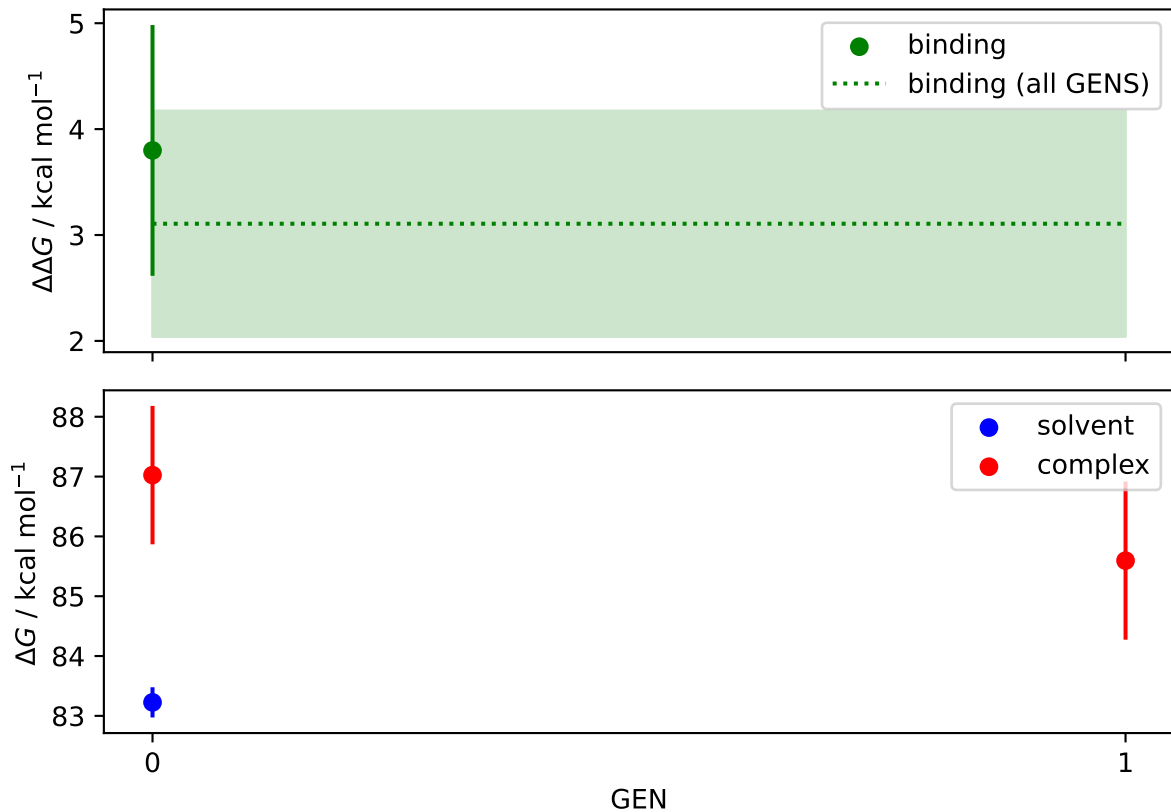 5
4
3
2
ΔΔG / kcal mol⁻¹
binding
binding (all GENS)
88
87
86
85
84
83
ΔG / kcal mol⁻¹
solvent
complex
0
1
GEN